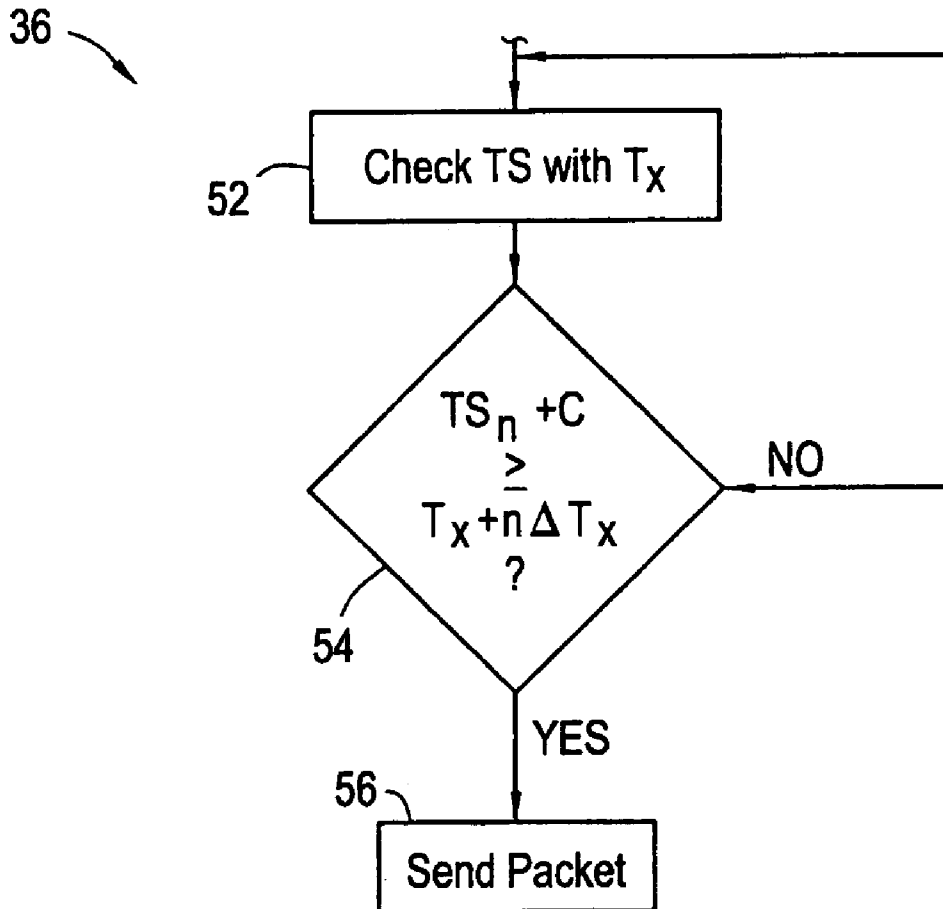 36
Check TS with Tx
52
TSn +C
≥
Tx+nΔTx
?
NO
54
YES
56
Send Packet